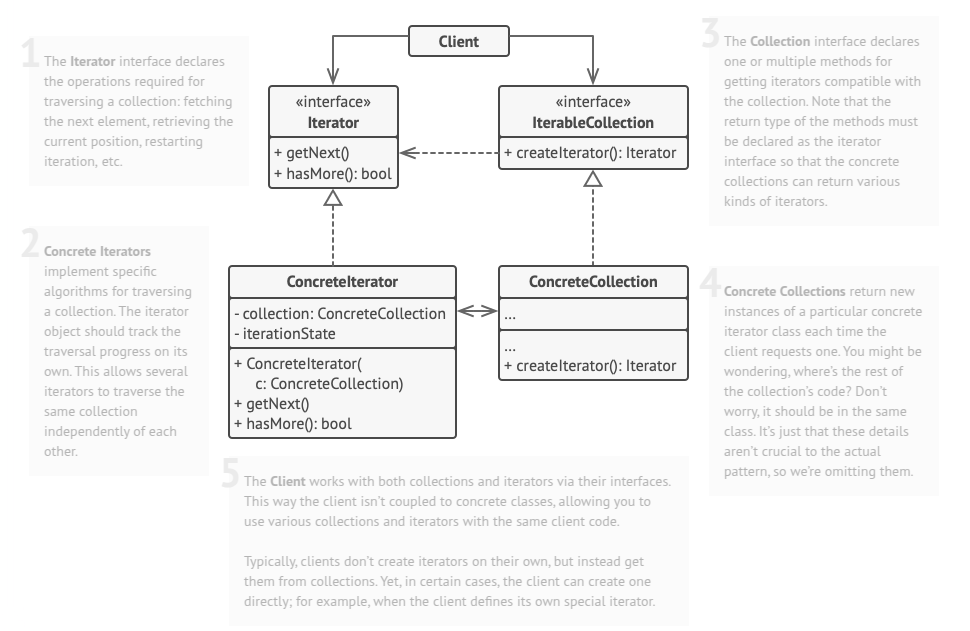 Client
1
The Iterator interface declares
the operations required for
traversing a collection: fetching
the next element, retrieving the
current position, restarting
iteration, etc.
«interface»
Iterator
+ getNext()
+ hasMore(): bool
«interface»
IterableCollection
+ createIterator(): Iterator
3
The Collection interface declares
one or multiple methods for
getting iterators compatible with
the collection. Note that the
return type of the methods must
be declared as the iterator
interface so that the concrete
collections can return various
kinds of iterators.
2
Concrete Iterators
implement specific
algorithms for traversing
a collection. The iterator
object should track the
traversal progress on its
own. This allows several
iterators to traverse the
same collection
independently of each
other.
ConcreteIterator
- collection: ConcreteCollection
- iterationState
+ ConcreteIterator(
c: ConcreteCollection)
+ getNext()
+ hasMore(): bool
ConcreteCollection
...
...
+ createIterator(): Iterator
4
Concrete Collections return new
instances of a particular concrete
iterator class each time the
client requests one. You might be
wondering, where’s the rest of
the collection’s code? Don’t
worry, it should be in the same
class. It’s just that these details
aren’t crucial to the actual
pattern, so we’re omitting them.
5
The Client works with both collections and iterators via their interfaces.
This way the client isn’t coupled to concrete classes, allowing you to
use various collections and iterators with the same client code.
Typically, clients don’t create iterators on their own, but instead get
them from collections. Yet, in certain cases, the client can create one
directly; for example, when the client defines its own special iterator.